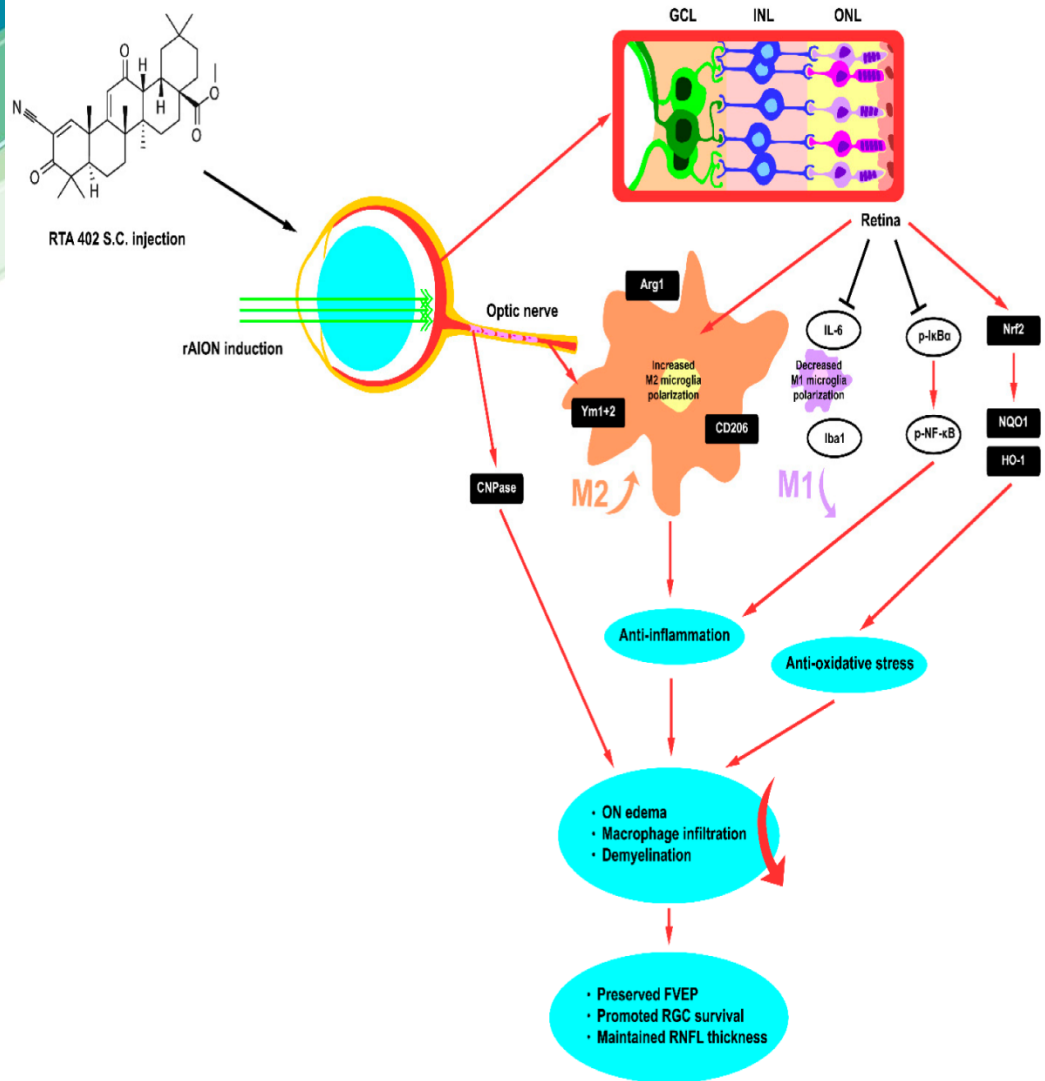 GCL INL ONL
N
O
H
H
O
O
O
H
RTA 402 S.C. injection
Retina
rAION induction
Optic nerve
Arg1
Increased
M2 microglia
polarization
Ym1+2
CD206
M2
IL-6
Decreased
M1 microglia
polarization
Iba1
M1
p-IκBα
p-NF-κB
Nrf2
NQO1
HO-1
CNPase
Anti-inflammation
Anti-oxidative stress
· ON edema
· Macrophage infiltration
· Demyelination
· Preserved FVEP
· Promoted RGC survival
· Maintained RNFL thickness